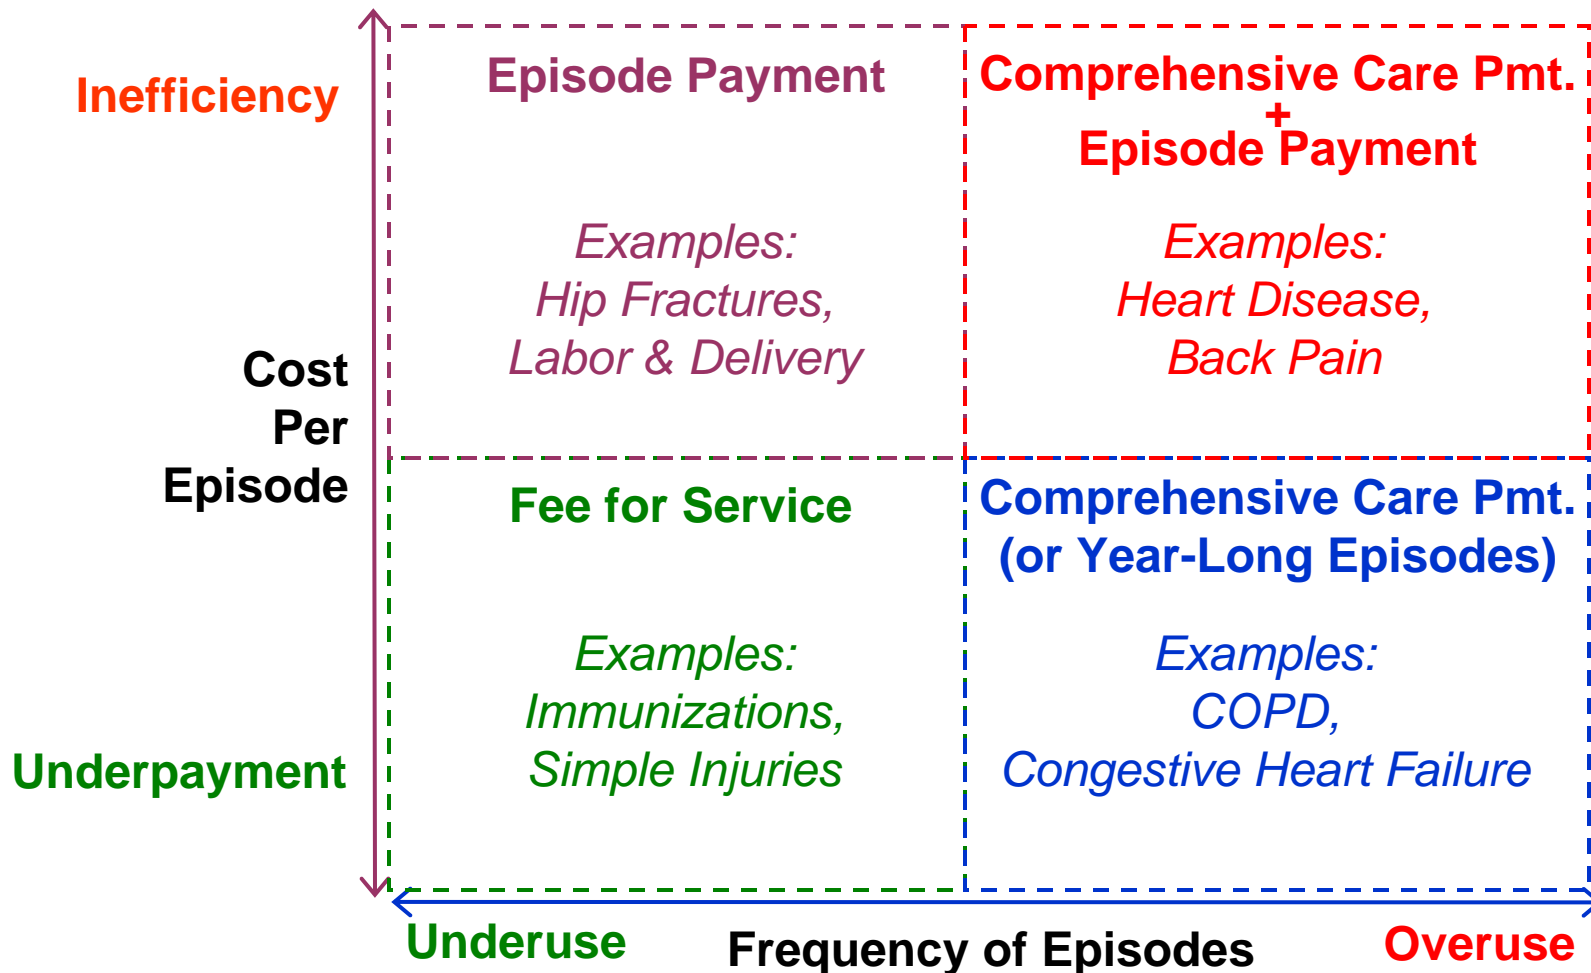 Inefficiency
Episode Payment
Examples:
Hip Fractures,
Labor & Delivery
Comprehensive Care Pmt.
+
Episode Payment
Examples:
Heart Disease,
Back Pain
Cost
Per
Episode
Fee for Service
Examples:
Immunizations,
Simple Injuries
Comprehensive Care Pmt.
(or Year-Long Episodes)
Examples:
COPD,
Congestive Heart Failure
Underpayment
Underuse
Frequency of Episodes
Overuse